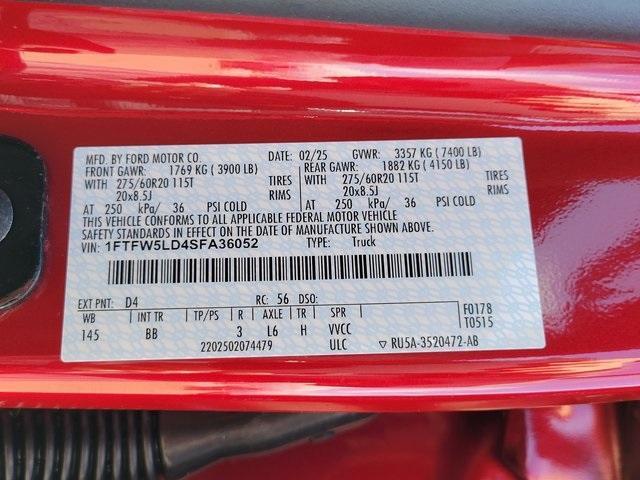 MFD. BY FORD MOTOR CO. 02/25 GVWR: 3357 KG ( 7400 LB)
FRONT GAWR: 1769 KG ( 3900 LB) REAR GAWR: 1882 KG ( 4150 LB)
WITH 275/60R20 115T TIRES WITH 275/60R20 115T TIRES
20x8.5J RIMS 20x8.5J RIMS
AT 250 kPa/ 36 PSI COLD AT 250 kPa/ 36 PSI COLD
THIS VEHICLE CONFORMS TO ALL APPLICABLE FEDERAL MOTOR VEHICLE
SAFETY STANDARDS IN EFFECT ON THE DATE OF MANUFACTURE SHOWN ABOVE.
VIN: 1FTFW5LD4SFA36052 TYPE: Truck
EXT PNT: D4 RC: 56 DSO: F0178
WB INT TR TP/PS R AXLE TR SPR T0515
145 BB 3 L6 H VVCC
2202502074479 ULC ▽ RU5A-3520472-AB